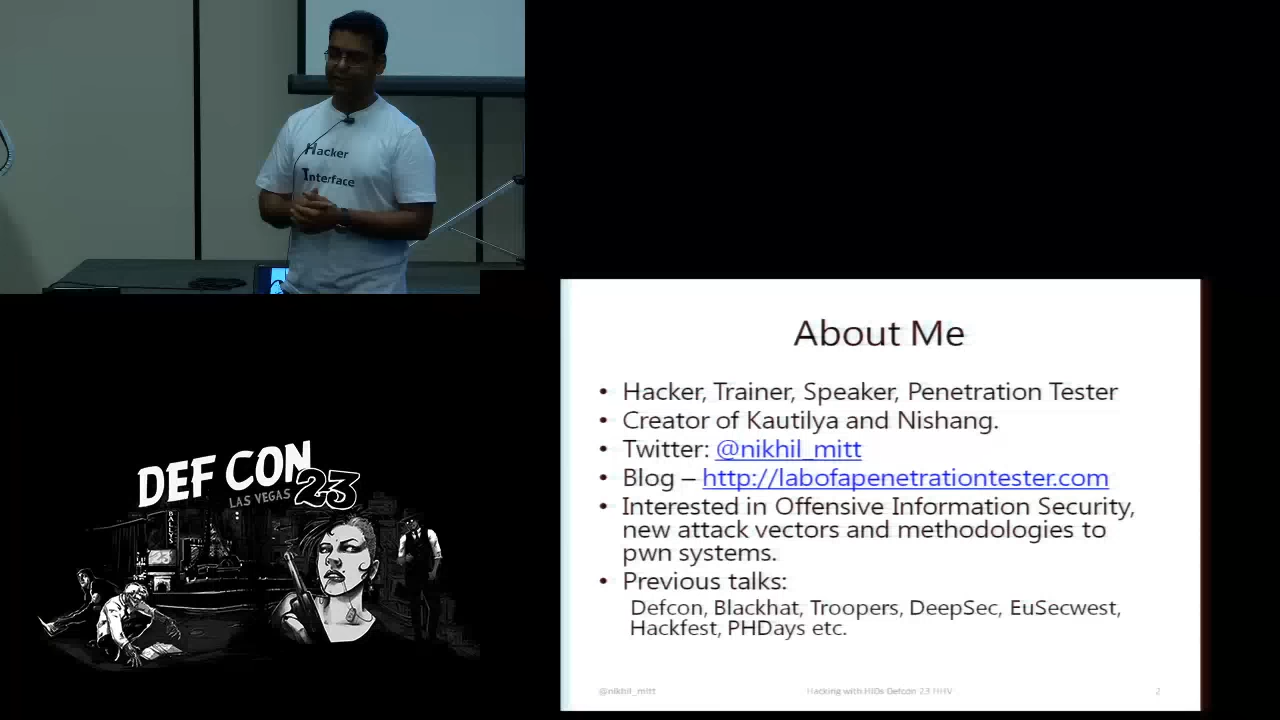 Hacker
Interface
DEF CON
LAS VEGAS 23
About Me
• Hacker, Trainer, Speaker, Penetration Tester
• Creator of Kautilya and Nishang.
• Twitter: @nikhil_mitt
• Blog – http://labofapenetrationtester.com
• Interested in Offensive Information Security,
new attack vectors and methodologies to
pwn systems.
• Previous talks:
Defcon, Blackhat, Troopers, DeepSec, EuSecwest,
Hackfest, PHDays etc.
@nikhil_mitt
Hacking with HIDs Defcon 23 HHV
2